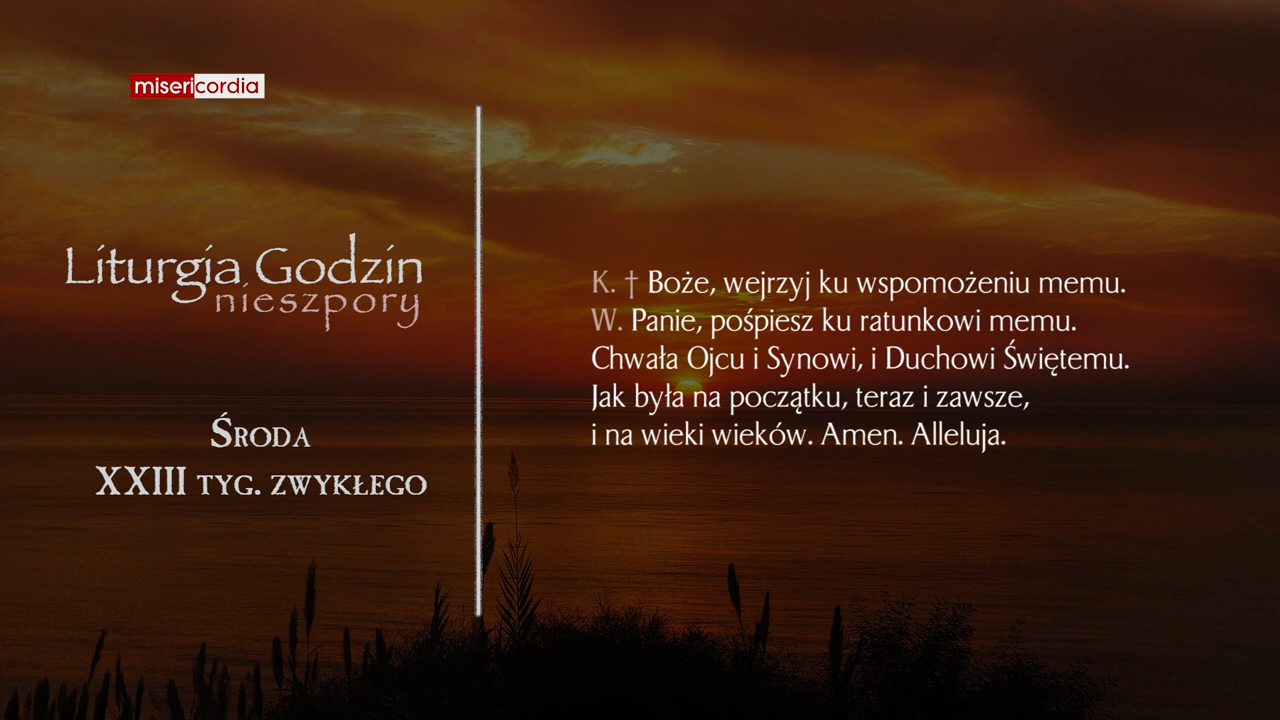 misericordia
Liturgia Godzin
nieszpory
Środa
XXIII tyg. zwykłego
K. † Boże, wejrzyj ku wspomożeniu memu.
W. Panie, pośpiesz ku ratunkowi memu.
Chwała Ojcu i Synowi, i Duchowi Świętemu.
Jak była na początku, teraz i zawsze,
i na wieki wieków. Amen. Alleluja.